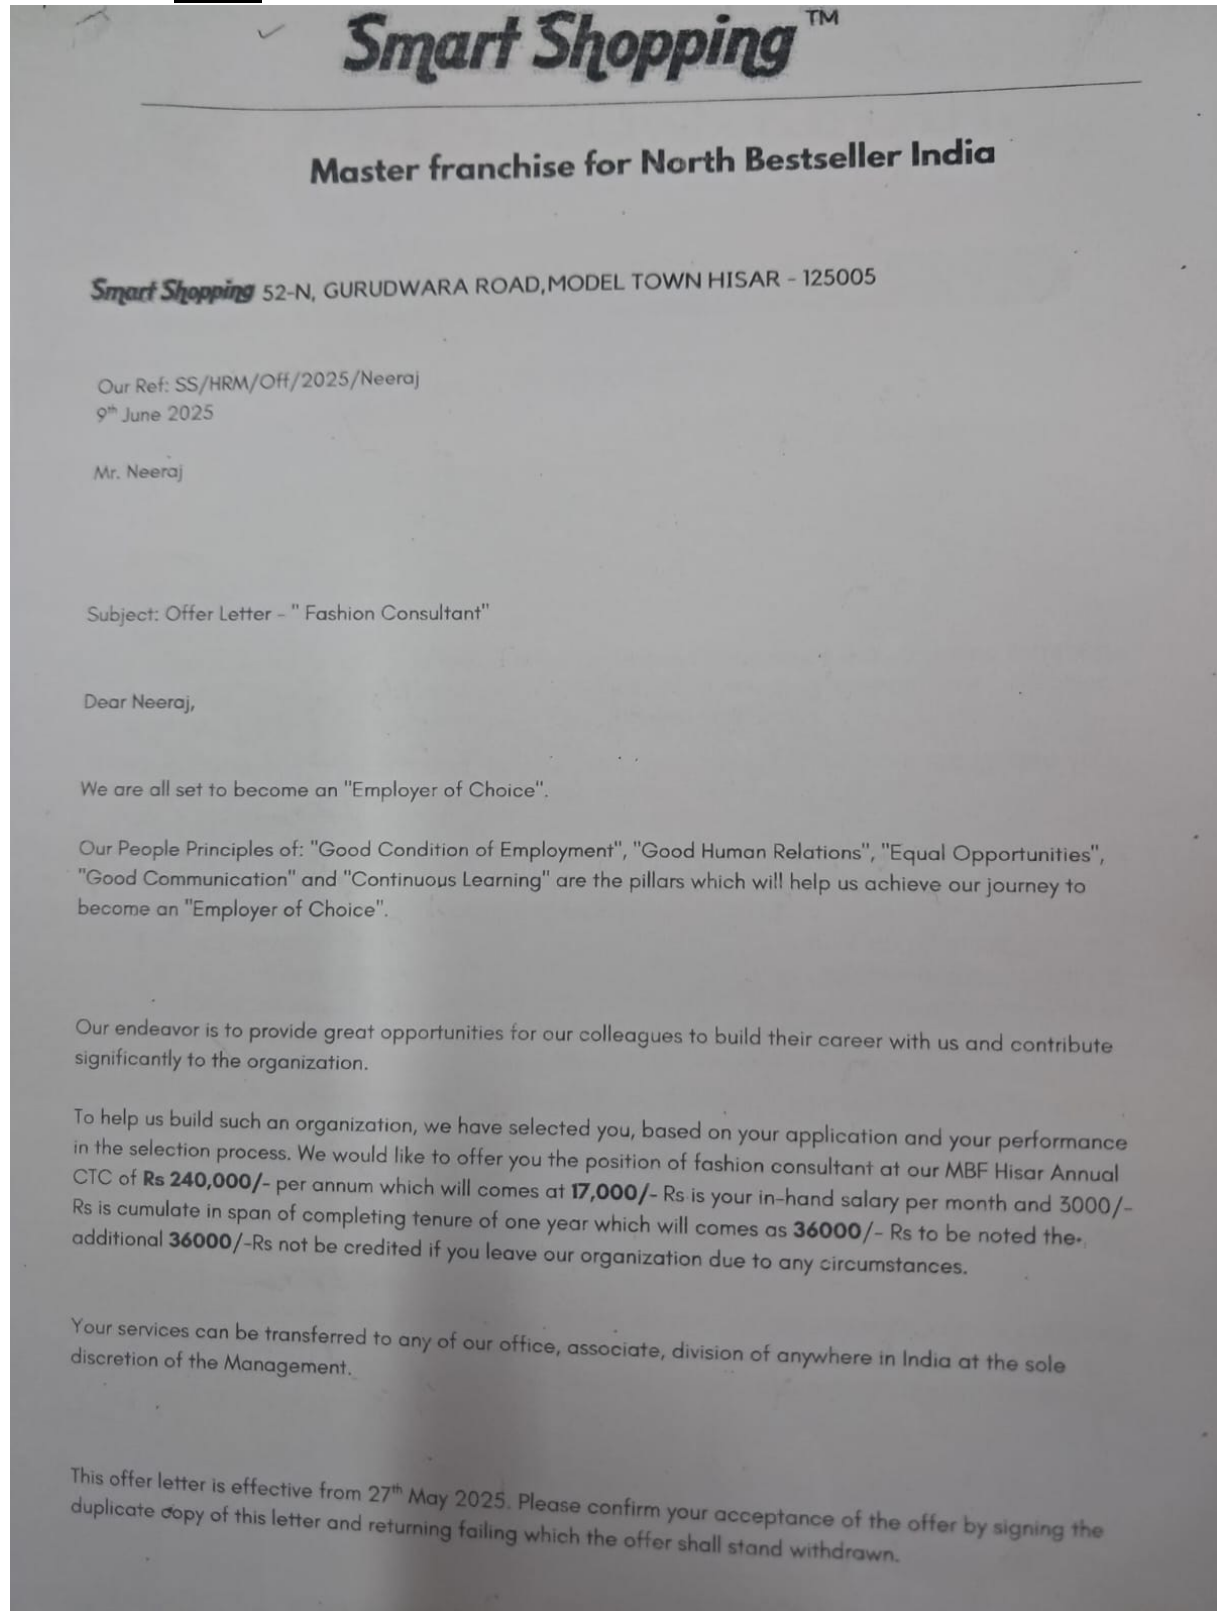 Smart Shopping™
Master franchise for North Bestseller India
Smart Shopping 52-N, GURUDWARA ROAD,MODEL TOWN HISAR - 125005
Our Ref: SS/HRM/Off/2025/Neeraj
9th June 2025
Mr. Neeraj
Subject: Offer Letter - " Fashion Consultant"
Dear Neeraj,
We are all set to become an "Employer of Choice".
Our People Principles of: "Good Condition of Employment", "Good Human Relations", "Equal Opportunities",
"Good Communication" and "Continuous Learning" are the pillars which will help us achieve our journey to
become an "Employer of Choice".
Our endeavor is to provide great opportunities for our colleagues to build their career with us and contribute
significantly to the organization.
To help us build such an organization, we have selected you, based on your application and your performance
in the selection process. We would like to offer you the position of fashion consultant at our MBF Hisar Annual
CTC of Rs 240,000/- per annum which will comes at 17,000/- Rs is your in-hand salary per month and 3000/-
Rs is cumulate in span of completing tenure of one year which will comes as 36000/- Rs to be noted the
additional 36000/-Rs not be credited if you leave our organization due to any circumstances.
Your services can be transferred to any of our office, associate, division of anywhere in India at the sole
discretion of the Management.
This offer letter is effective from 27th May 2025. Please confirm your acceptance of the offer by signing the
duplicate copy of this letter and returning failing which the offer shall stand withdrawn.